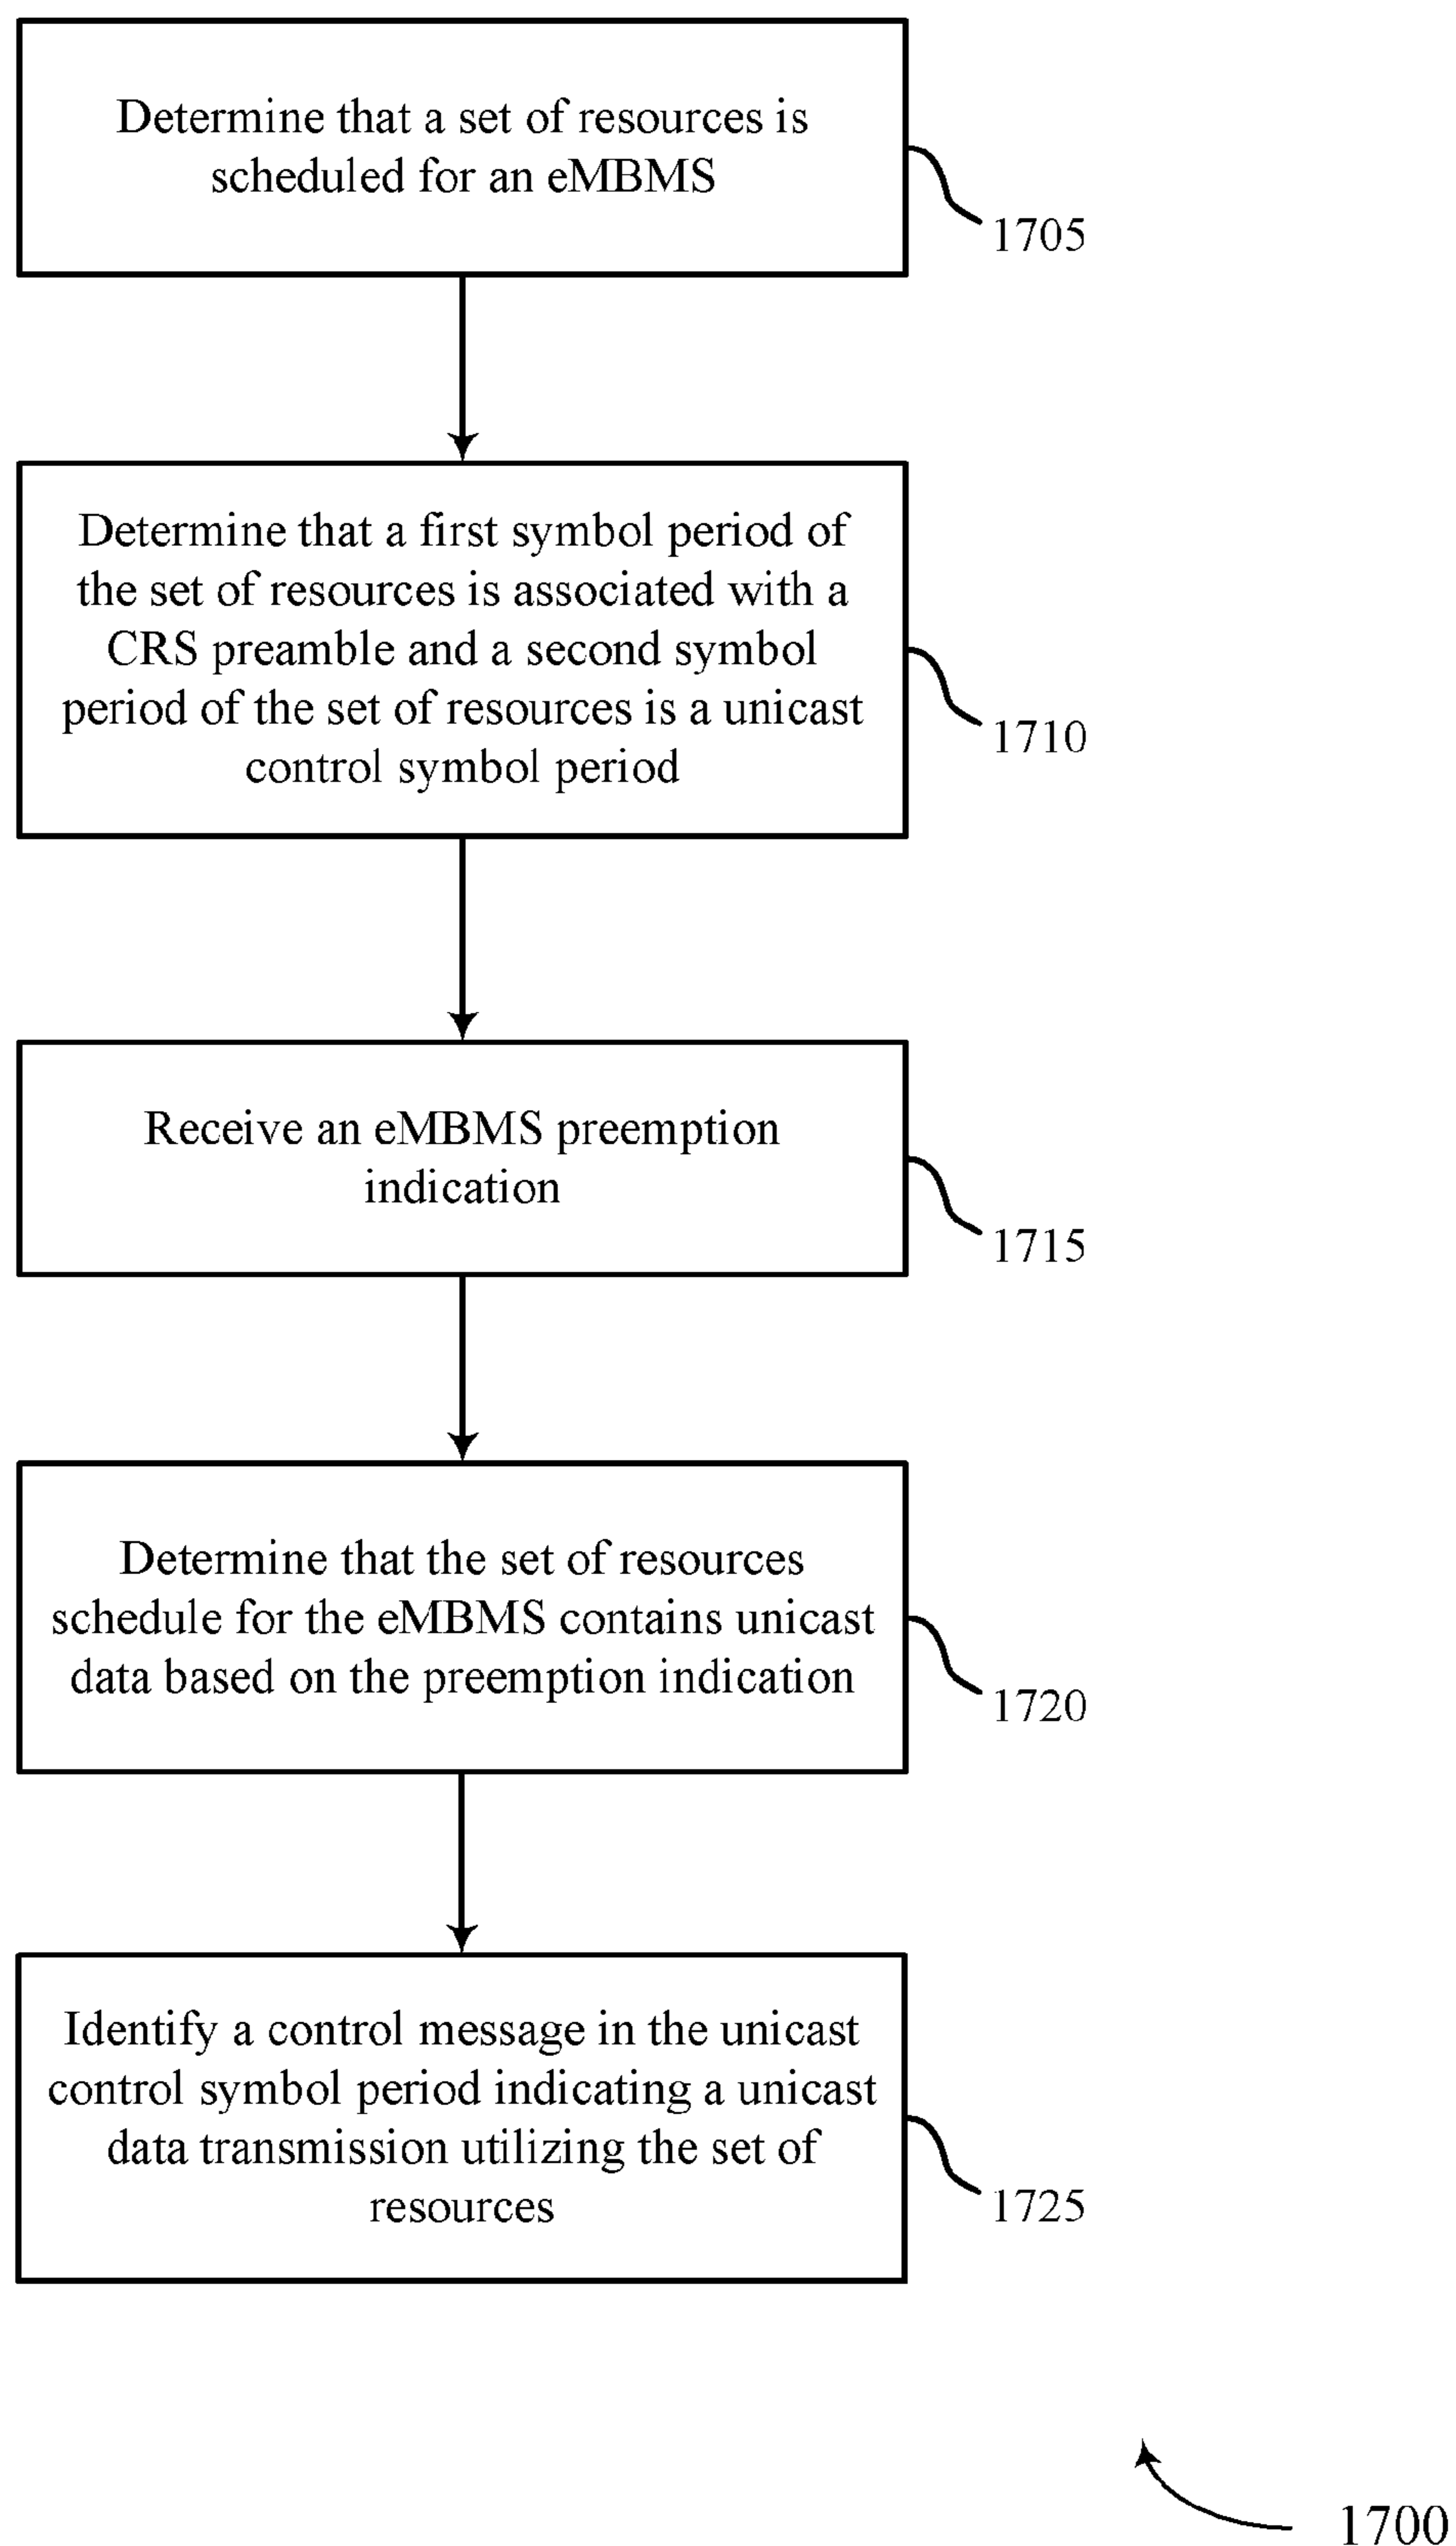 Determine that a set of resources is
scheduled for an eMBMS
1705
Determine that a first symbol period of
the set of resources is associated with a
CRS preamble and a second symbol
period of the set of resources is a unicast
control symbol period
1710
Receive an eMBMS preemption
indication
1715
Determine that the set of resources
schedule for the eMBMS contains unicast
data based on the preemption indication
1720
Identify a control message in the unicast
control symbol period indicating a unicast
data transmission utilizing the set of
resources
1725
1700